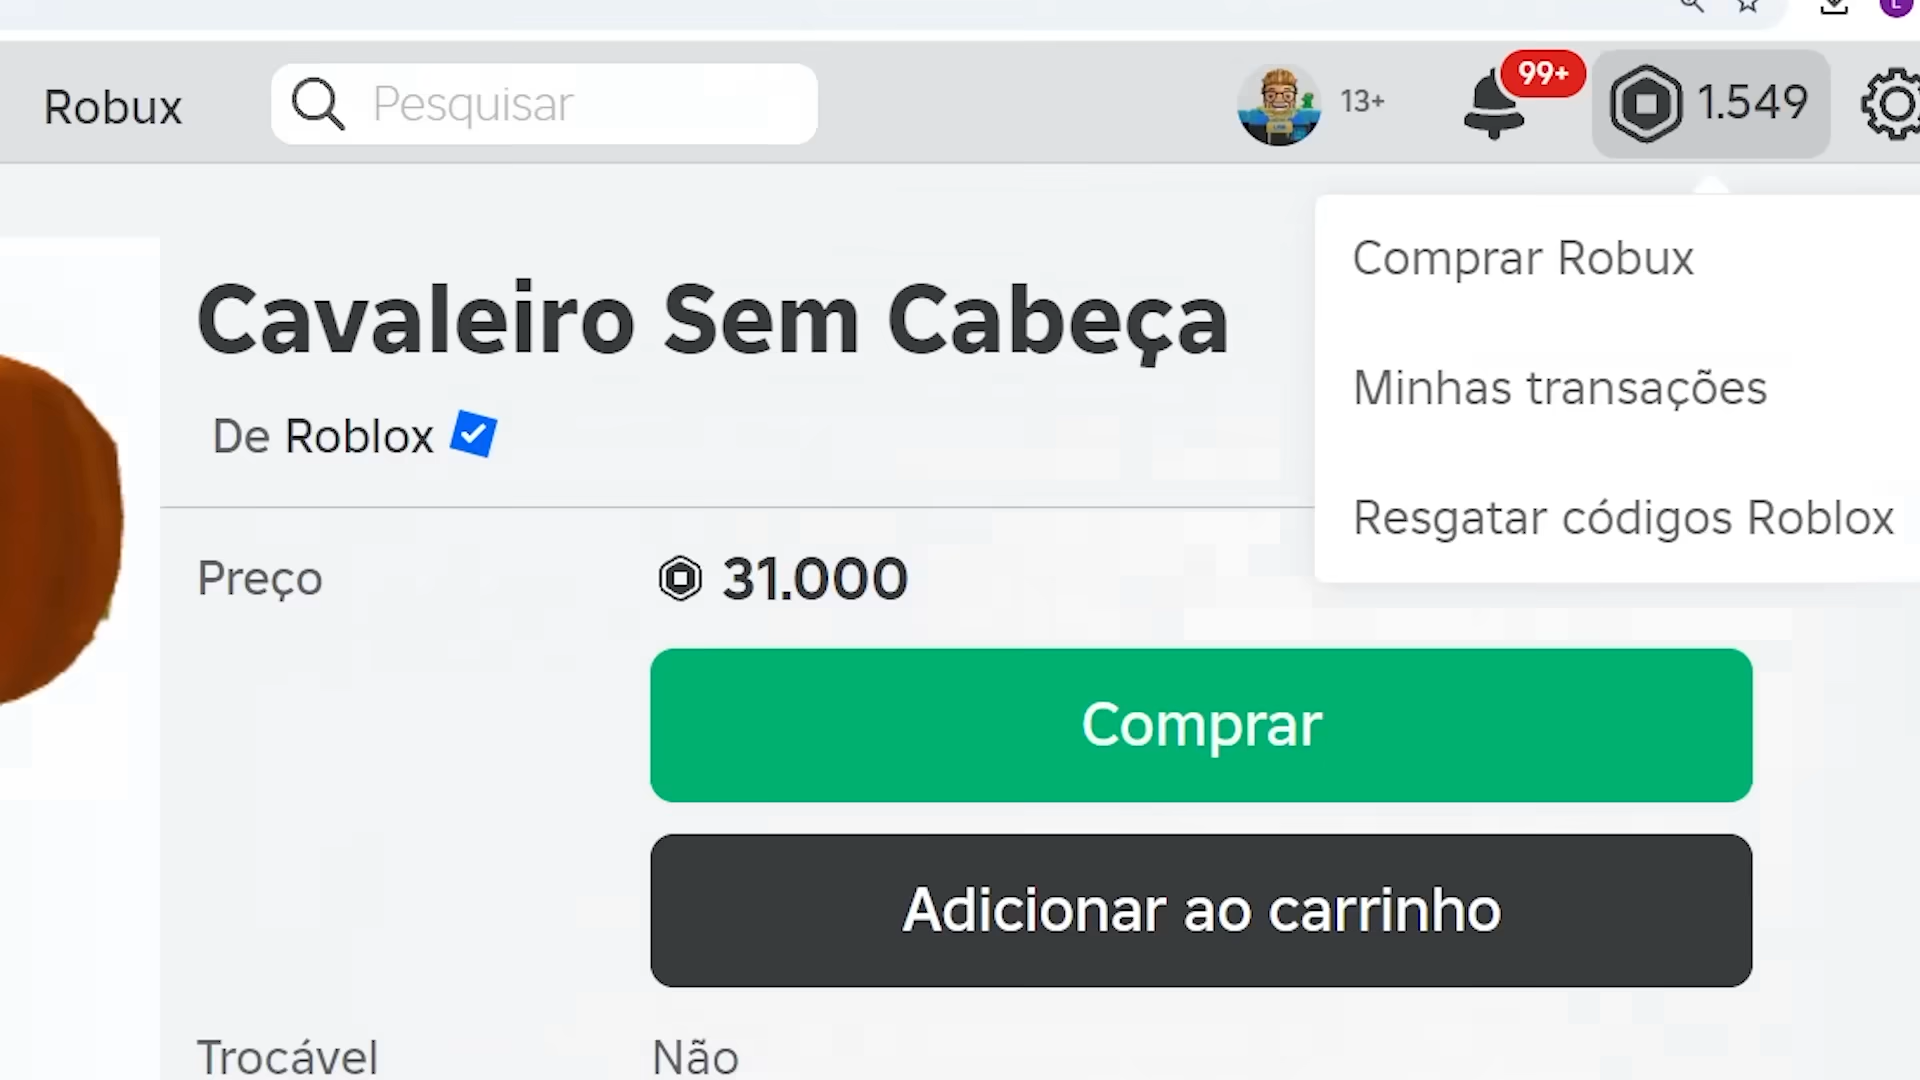 L
Robux
Pesquisar
13+
99+
1.549
Comprar Robux
Minhas transações
Resgatar códigos Roblox
Cavaleiro Sem Cabeça
De Roblox
Preço
31.000
Comprar
Adicionar ao carrinho
Trocável
Não